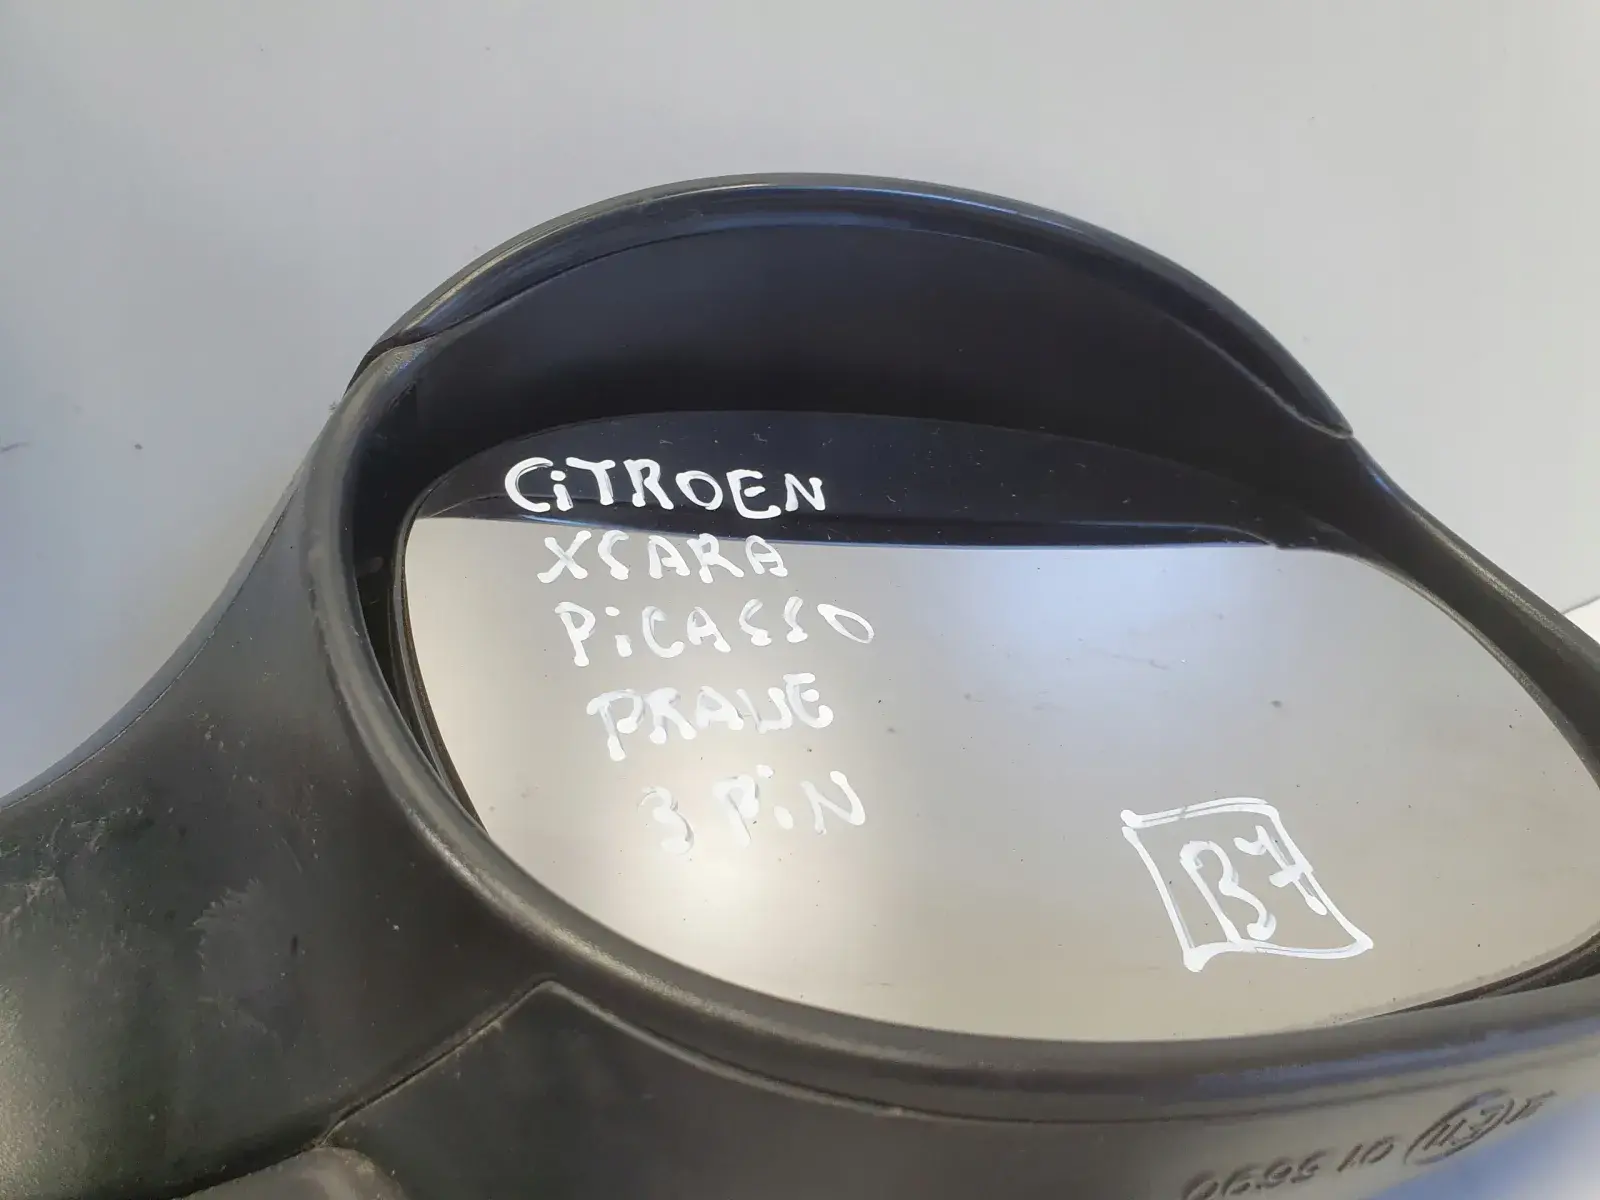 CiTROEN
XSARA
PiCASSO
PRAWE
3 PiN
B7